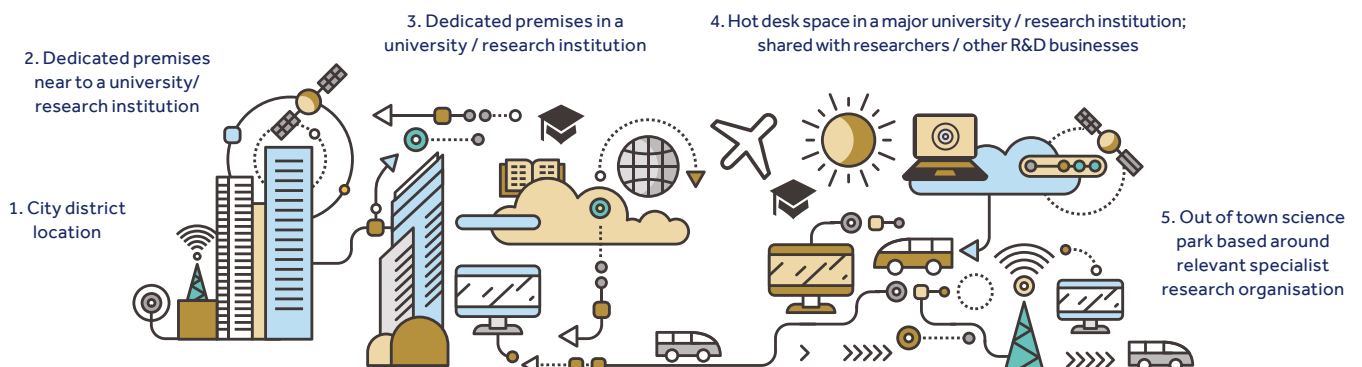 1. City district
location
2. Dedicated premises
near to a university/
research institution
3. Dedicated premises in a
university / research institution
4. Hot desk space in a major university / research institution;
shared with researchers / other R&D businesses
5. Out of town science
park based around
relevant specialist
research organisation